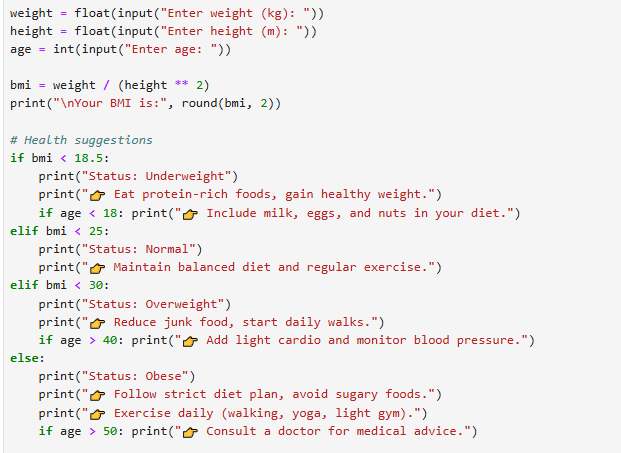 weight = float(input("Enter weight (kg): "))
height = float(input("Enter height (m): "))
age = int(input("Enter age: "))

bmi = weight / (height ** 2)
print("\nYour BMI is:", round(bmi, 2))

# Health suggestions
if bmi < 18.5:
    print("Status: Underweight")
    print("👉 Eat protein-rich foods, gain healthy weight.")
    if age < 18: print("👉 Include milk, eggs, and nuts in your diet.")
elif bmi < 25:
    print("Status: Normal")
    print("👉 Maintain balanced diet and regular exercise.")
elif bmi < 30:
    print("Status: Overweight")
    print("👉 Reduce junk food, start daily walks.")
    if age > 40: print("👉 Add light cardio and monitor blood pressure.")
else:
    print("Status: Obese")
    print("👉 Follow strict diet plan, avoid sugary foods.")
    print("👉 Exercise daily (walking, yoga, light gym).")
    if age > 50: print("👉 Consult a doctor for medical advice.")